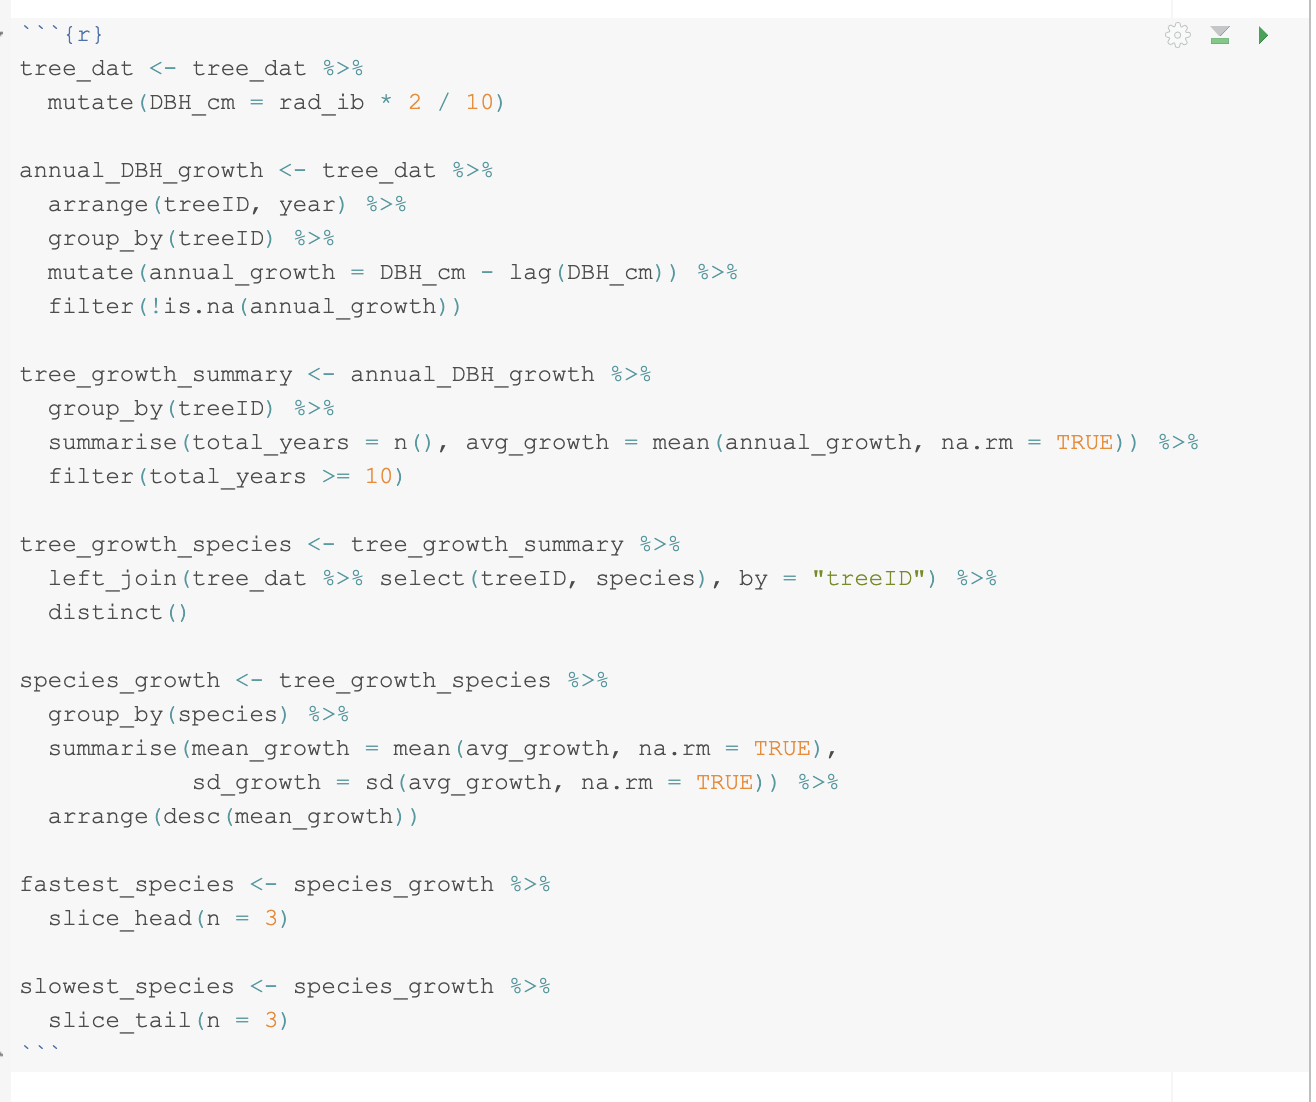 ```{r}
tree_dat <- tree_dat %>%
  mutate(DBH_cm = rad_ib * 2 / 10)

annual_DBH_growth <- tree_dat %>%
  arrange(treeID, year) %>%
  group_by(treeID) %>%
  mutate(annual_growth = DBH_cm - lag(DBH_cm)) %>%
  filter(!is.na(annual_growth))

tree_growth_summary <- annual_DBH_growth %>%
  group_by(treeID) %>%
  summarise(total_years = n(), avg_growth = mean(annual_growth, na.rm = TRUE)) %>%
  filter(total_years >= 10)

tree_growth_species <- tree_growth_summary %>%
  left_join(tree_dat %>% select(treeID, species), by = "treeID") %>%
  distinct()

species_growth <- tree_growth_species %>%
  group_by(species) %>%
  summarise(mean_growth = mean(avg_growth, na.rm = TRUE),
            sd_growth = sd(avg_growth, na.rm = TRUE)) %>%
  arrange(desc(mean_growth))

fastest_species <- species_growth %>%
  slice_head(n = 3)

slowest_species <- species_growth %>%
  slice_tail(n = 3)
```